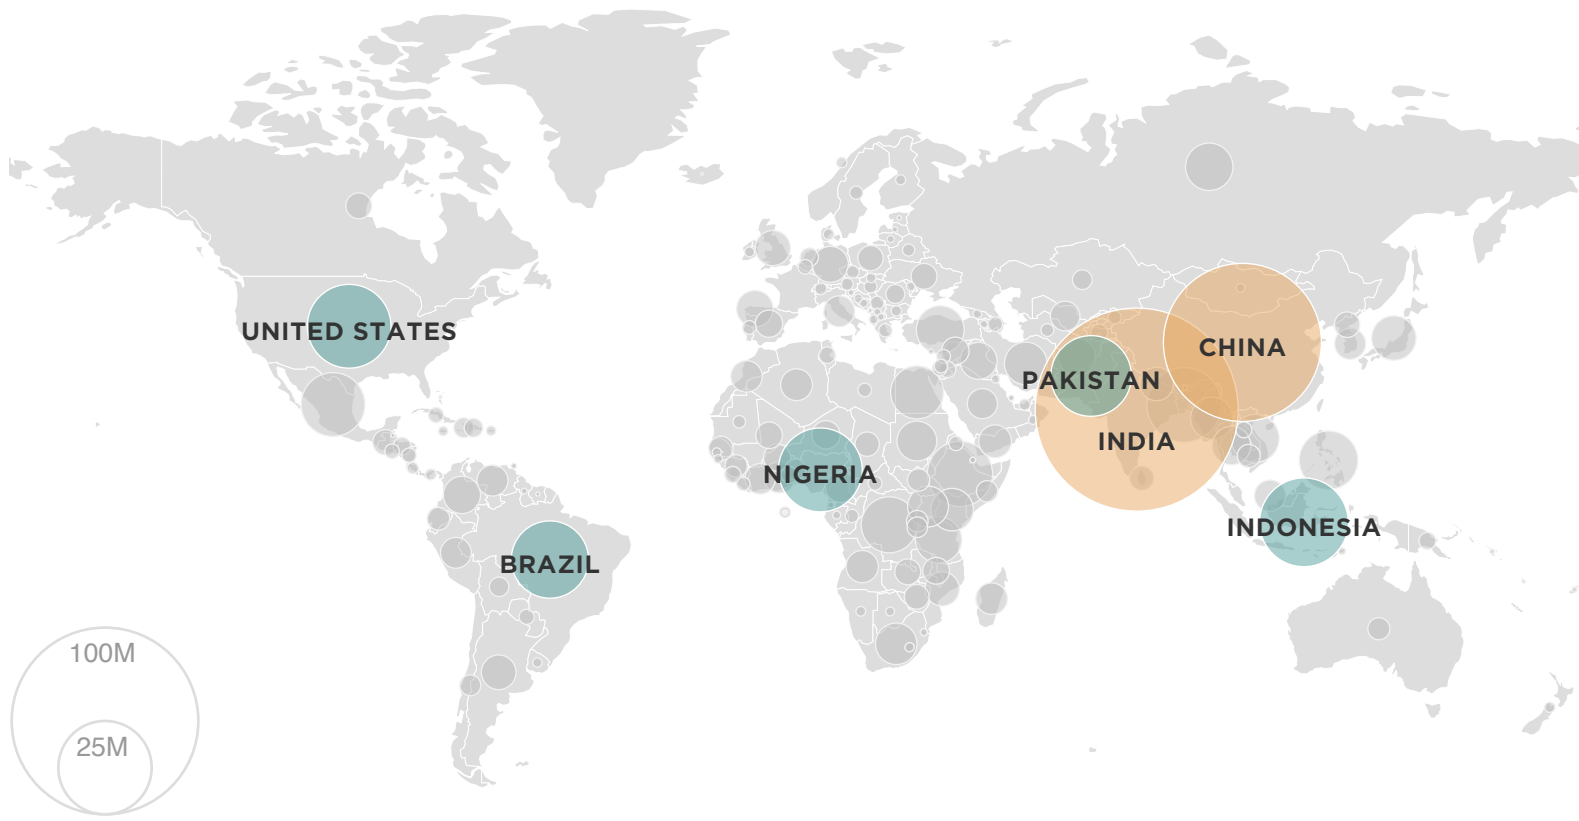 UNITED STATES
CHINA
PAKISTAN
INDIA
NIGERIA
INDONESIA
BRAZIL
100M
25M